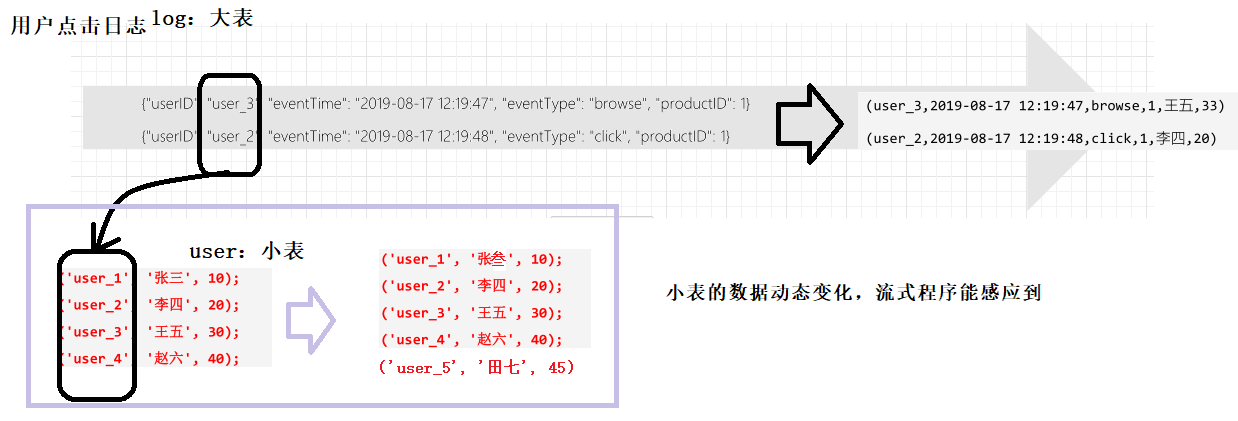 用户点击日志log：大表
{"userID" "user_3" "eventTime": "2019-08-17 12:19:47", "eventType": "browse", "productID": 1}
{"userID" "user_2" "eventTime": "2019-08-17 12:19:48", "eventType": "click", "productID": 1}
(user_3,2019-08-17 12:19:47,browse,1,王五,33)
(user_2,2019-08-17 12:19:48,click,1,李四,20)
user：小表
('user_1' '张三', 10);
('user_2' '李四', 20);
('user_3' '王五', 30);
('user_4' '赵六', 40);
('user_1', '张叁', 10);
('user_2', '李四', 20);
('user_3', '王五', 30);
('user_4', '赵六', 40);
('user_5', '田七', 45)
小表的数据动态变化，流式程序能感应到